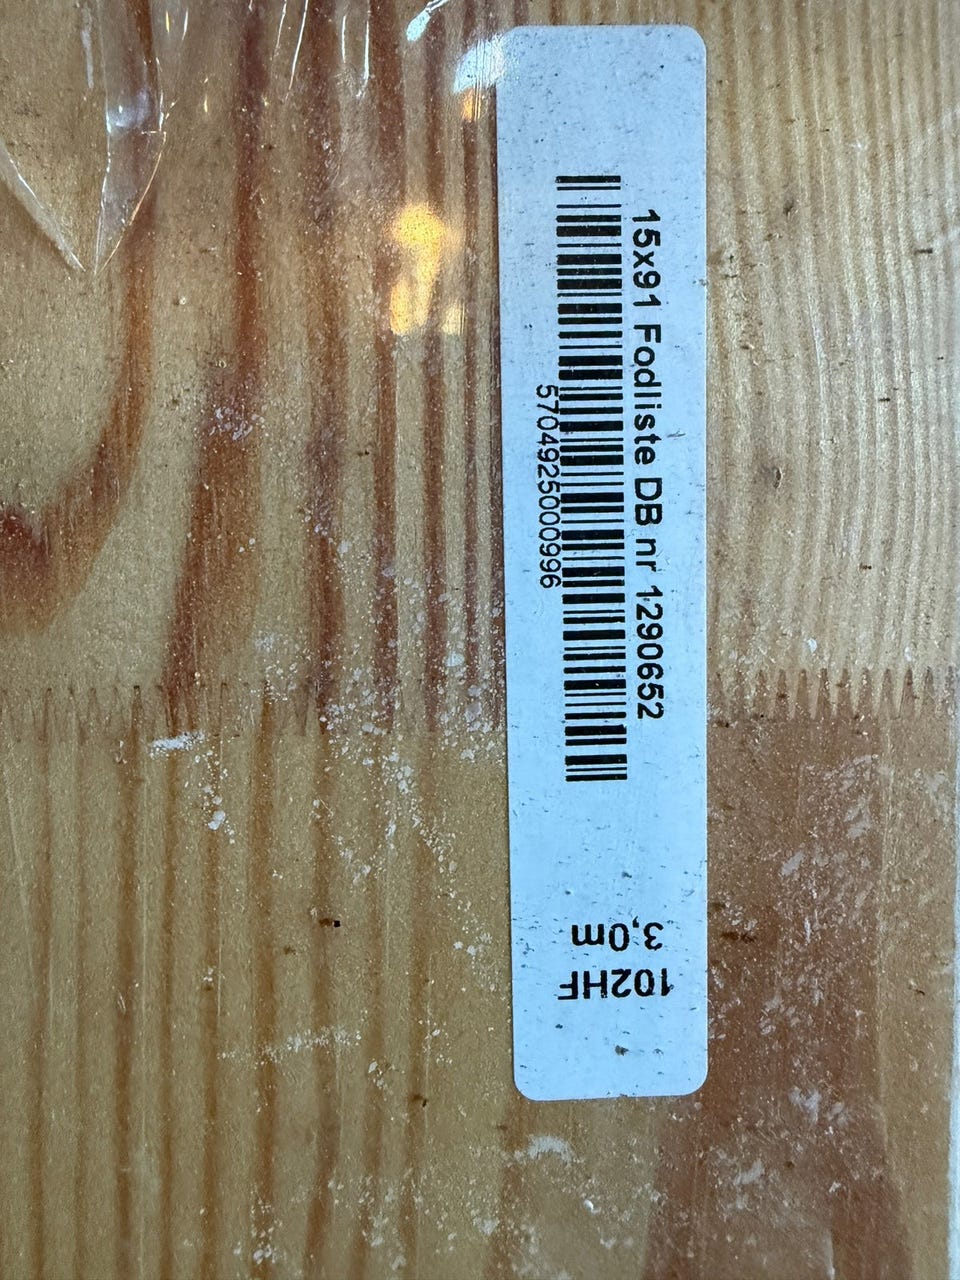 15x91 Fodliste DB nr 1290652
5704925000996
102HF
3,0m